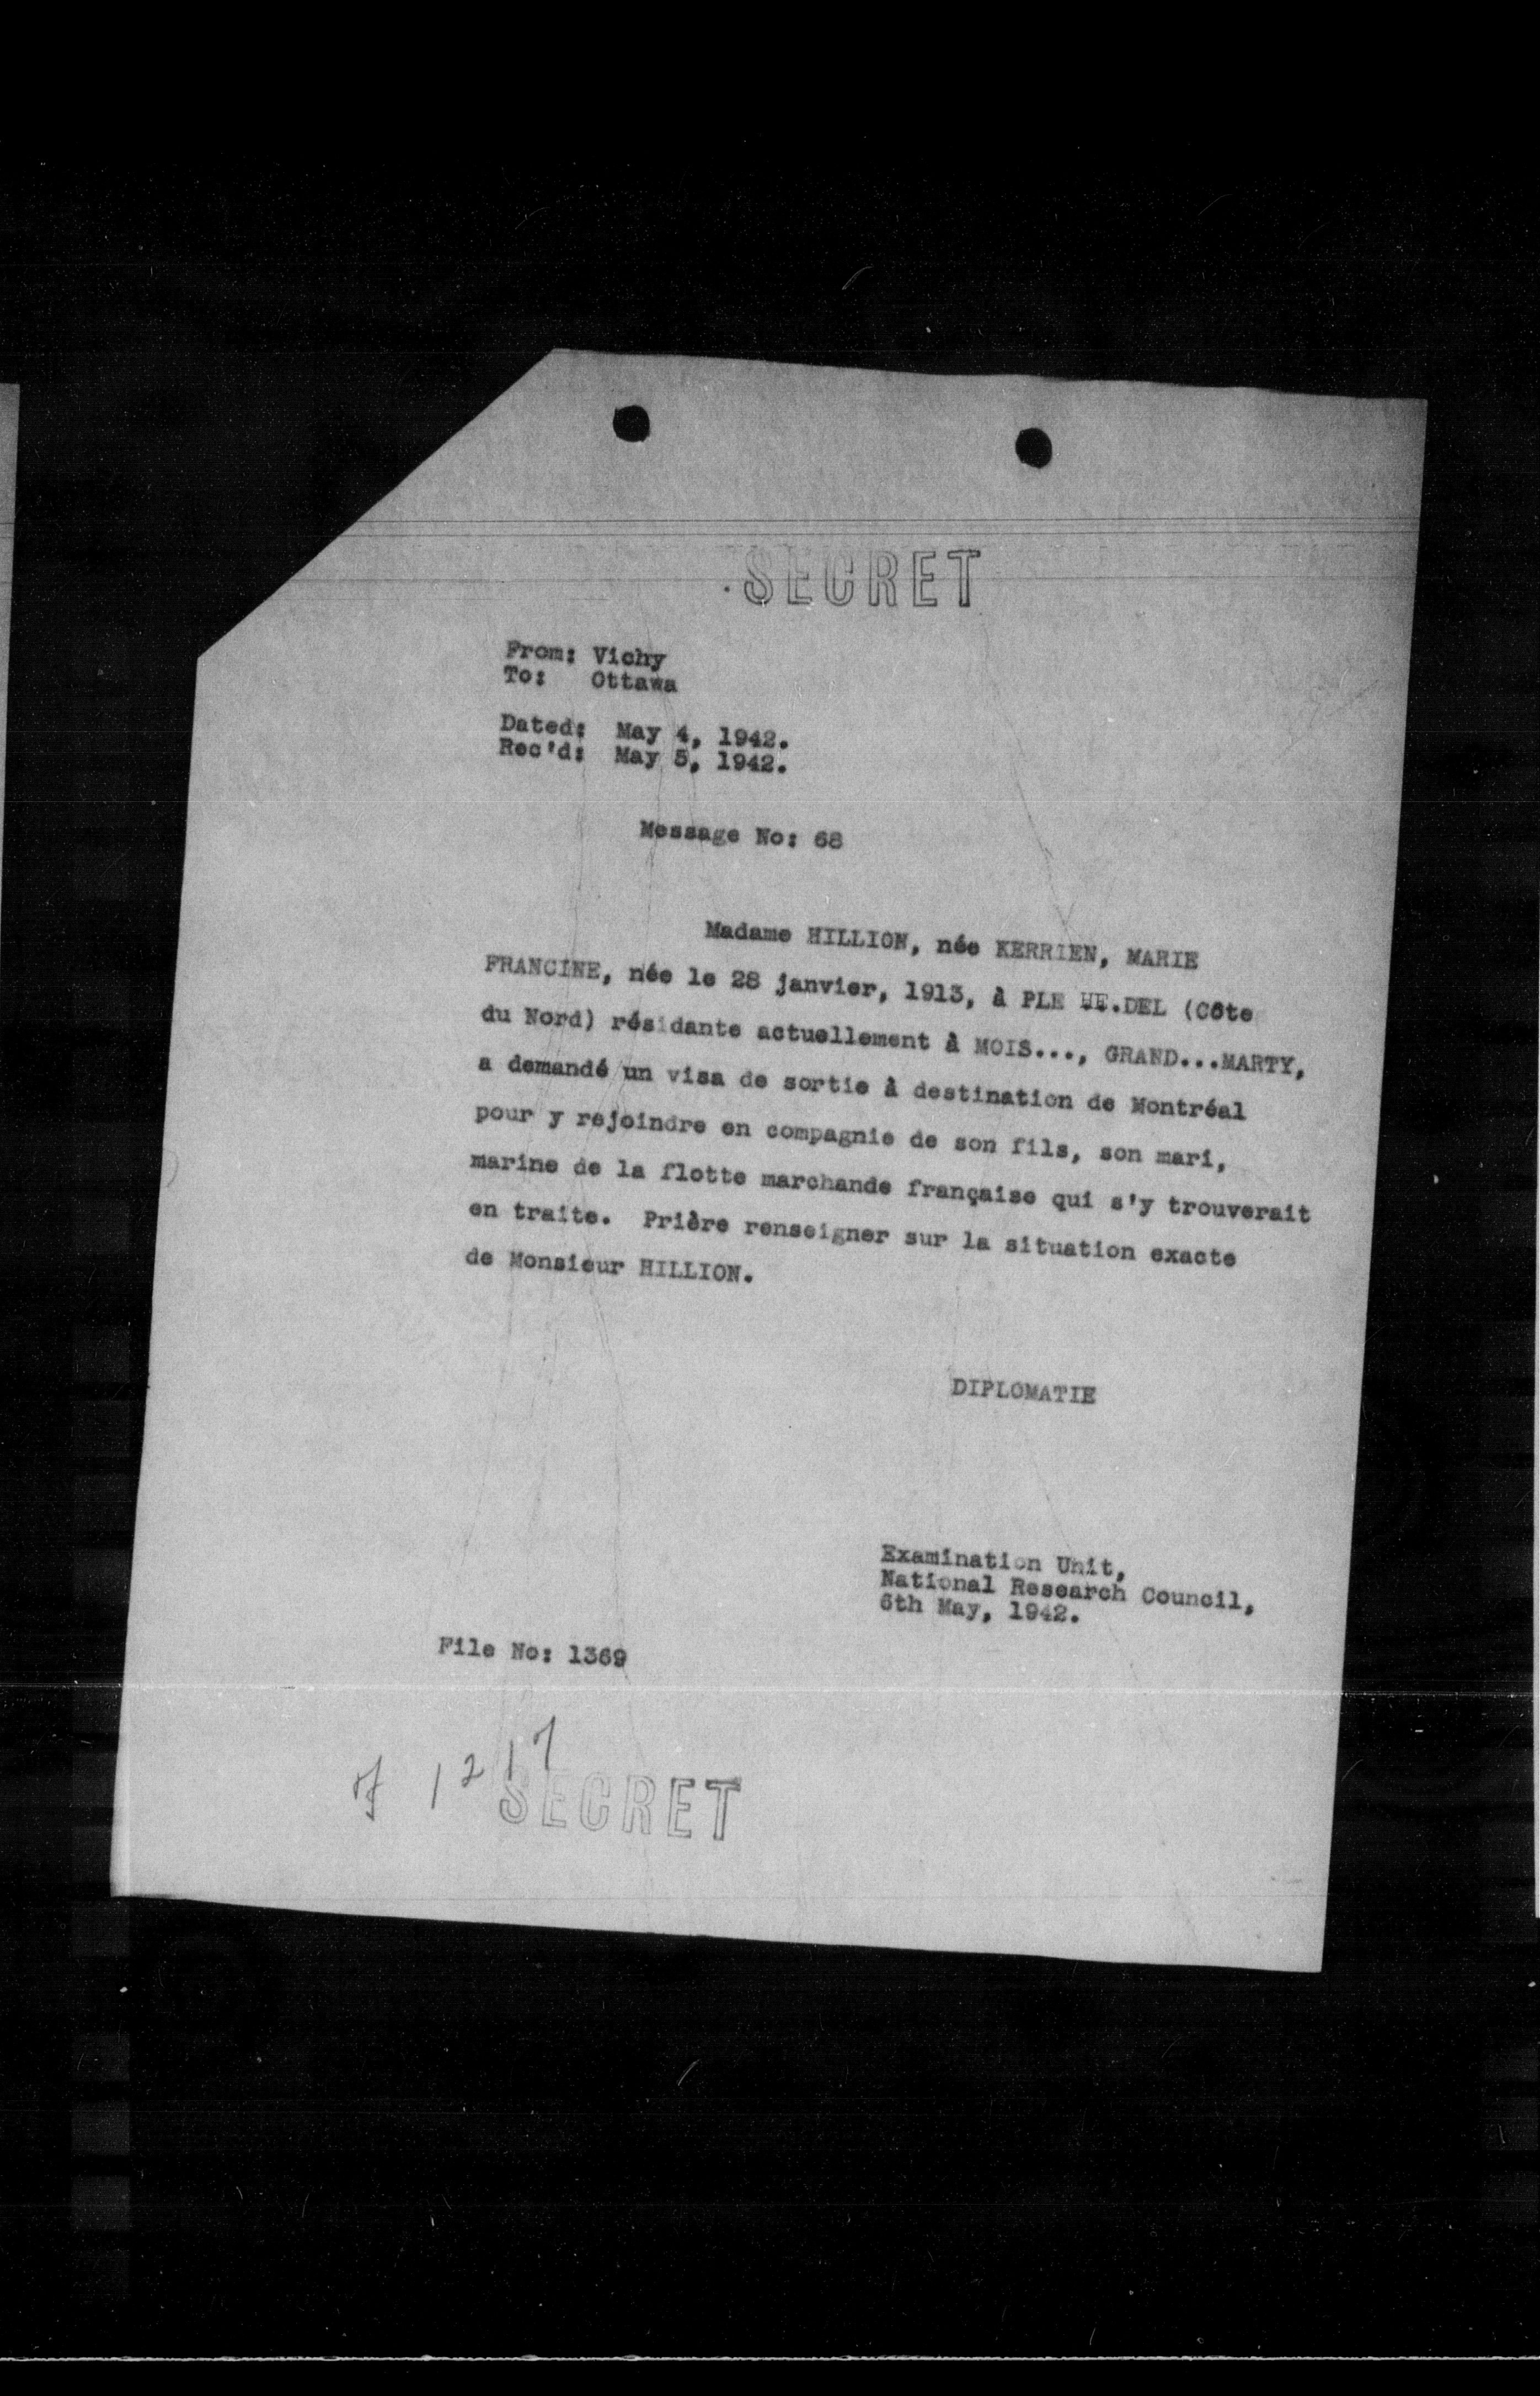 SECRET
From: Vichy
To: Ottawa
Dated: May 4, 1942.
Rec'd: May 5, 1942.
Message No: 68
Madame HILLION, née KERRIEN, MARIE
FRANCINE, née le 28 janvier, 1913, à PLE HE.DEL (Côte
du Nord) résidante actuellement à MOIS..., GRAND...MARTY,
a demandé un visa de sortie à destination de Montréal
pour y rejoindre en compagnie de son fils, son mari,
marine de la flotte marchande française qui s'y trouverait
en traite. Prière renseigner sur la situation exacte
de Monsieur HILLION.
DIPLOMATIE
Examination Unit,
National Research Council,
6th May, 1942.
File No: 1369
1217
SECRET